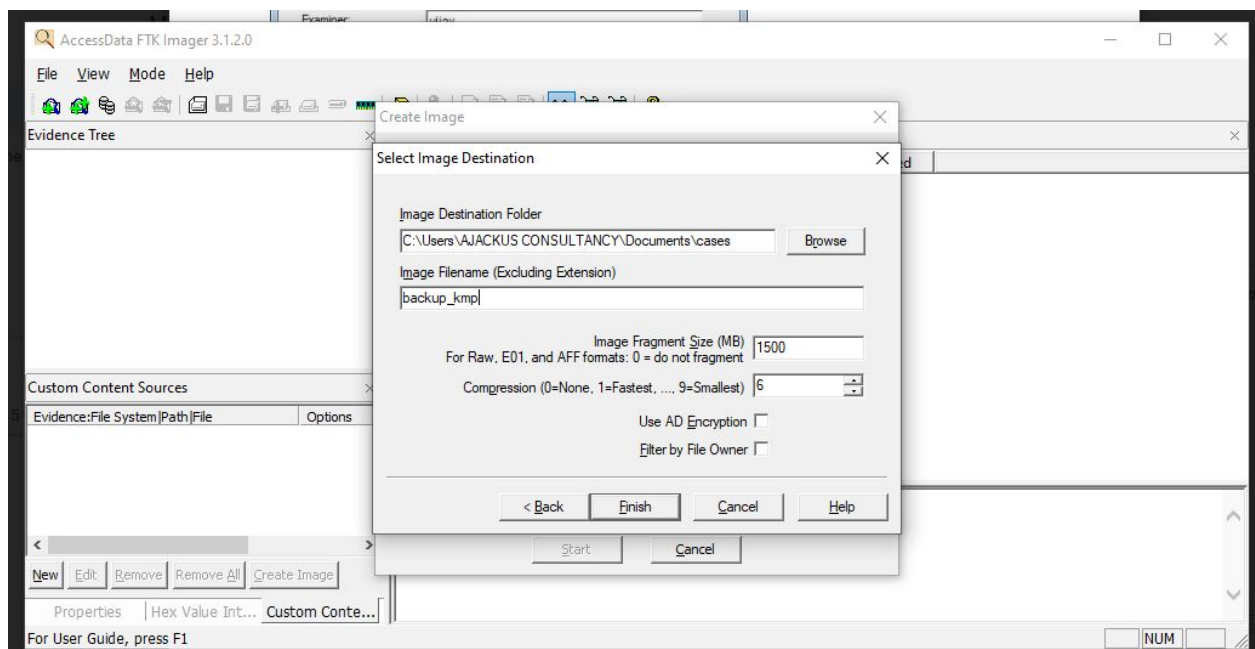 Examiner:
AccessData FTK Imager 3.1.2.0
File View Mode Help
Create Image
Evidence Tree
Select Image Destination
Image Destination Folder
C:\Users\AJACKUS CONSULTANCY\Documents\cases
Browse
Image Filename (Excluding Extension)
backup_kmp
Image Fragment Size (MB)
1500
For Raw, E01, and AFF formats: 0 = do not fragment
Custom Content Sources
Compression (0=None, 1=Fastest, ..., 9=Smallest)
6
Evidence:File System|Path|File Options
Use AD Encryption
Filter by File Owner
< Back Finish Cancel Help
Start Cancel
New Edit Remove Remove All Create Image
Properties Hex Value Int... Custom Conte...
For User Guide, press F1
NUM